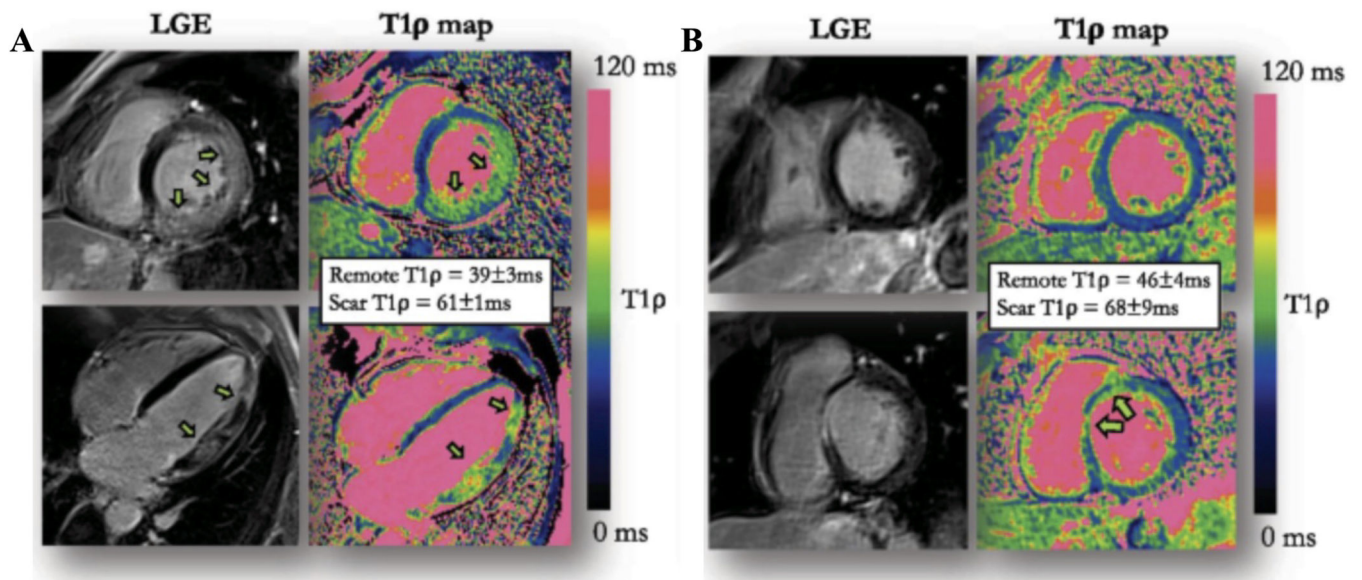 A
LGE
T1ρ map
120 ms
T1ρ
0 ms
Remote T1ρ = 39±3ms
Scar T1ρ = 61±1ms
B
LGE
T1ρ map
120 ms
T1ρ
0 ms
Remote T1ρ = 46±4ms
Scar T1ρ = 68±9ms